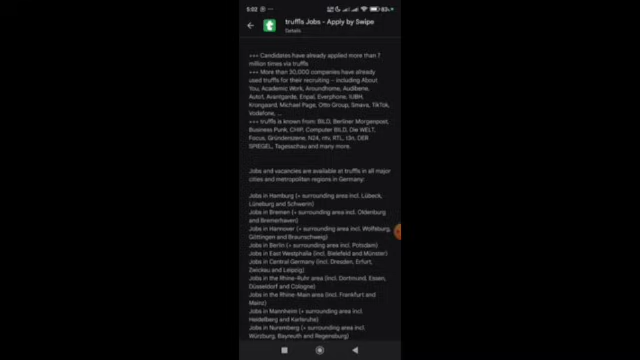 5:02
truffls Jobs - Apply by Swipe
Details
+++ Candidates have already applied more than 7
million times via truffls
+++ More than 20,000 companies have already
used truffls for their recruiting – including About
You, Academic Work, Aroundhome, Audibene,
Auto1, Avantgarde, Enpal, Everphone, IUBH,
Krongaard, Michael Page, Otto Group, Smava, TikTok,
Vodafone, ...
+++ truffls is known from: BILD, Berliner Morgenpost,
Business Punk, CHIP, Computer BILD, Die WELT,
Focus, Gründerszene, N24, ntv, RTL, t3n, DER
SPIEGEL, Tagesschau and many more.
Jobs and vacancies are available at truffls in all major
cities and metropolitan regions in Germany:
Jobs in Hamburg (+ surrounding area incl. Lübeck,
Lüneburg and Schwerin)
Jobs in Bremen (+ surrounding area incl. Oldenburg
and Bremerhaven)
Jobs in Hannover (+ surrounding area incl. Wolfsburg,
Göttingen and Braunschweig)
Jobs in Berlin (+ surrounding area incl. Potsdam)
Jobs in East Westphalia (incl. Bielefeld and Münster)
Jobs in Central Germany (incl. Dresden, Erfurt,
Zwickau and Leipzig)
Jobs in the Rhine-Ruhr area (incl. Dortmund, Essen,
Düsseldorf and Cologne)
Jobs in the Rhine-Main area (incl. Frankfurt and
Mainz)
Jobs in Mannheim (+ surrounding area incl.
Heidelberg and Karlsruhe)
Jobs in Nuremberg (+ surrounding area incl.
Würzburg, Bayreuth and Regensburg)